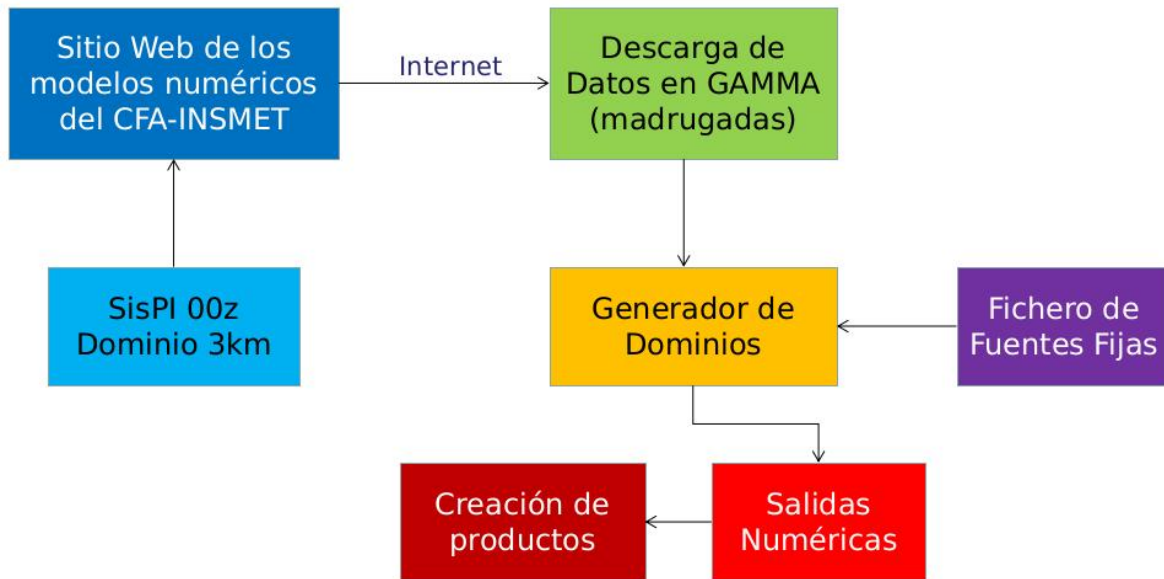 Sitio Web de los
modelos numéricos
del CFA-INSMET
Internet
Descarga de
Datos en GAMMA
(madrugadas)
SisPI 00z
Dominio 3km
Generador de
Dominios
Fichero de
Fuentes Fijas
Creación de
productos
Salidas
Numéricas